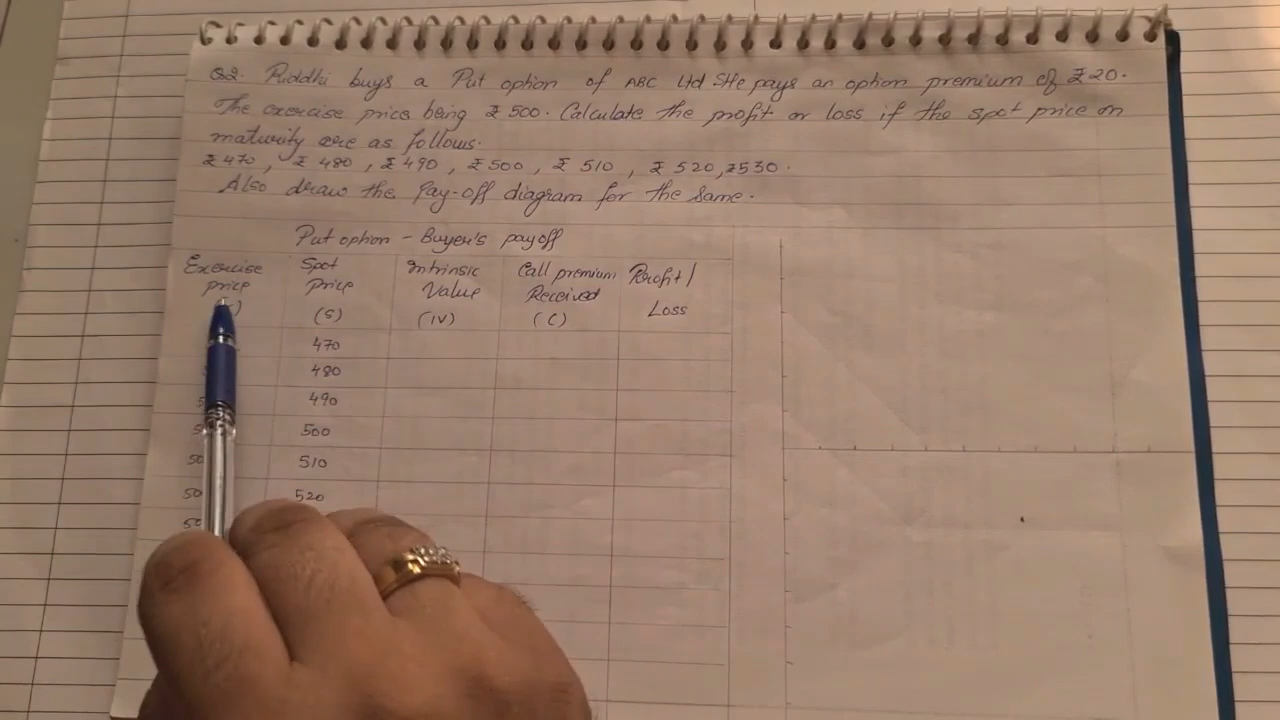 Q2. Riddhi buys a Put option of ABC Ltd SHe pays an option premium of ₹20.
The exercise price being ₹500. Calculate the profit or loss if the spot price on
maturity are as follows.
₹470, ₹480, ₹490, ₹500, ₹510, ₹520, ₹530.
Also draw the Pay-off diagram for the same.
Put option - Buyer's payoff
Exercise price
Spot Price (S)
Intrinsic Value (IV)
Call premium Received (C)
Profit/ Loss
470
480
490
500
50 510
50 520
50